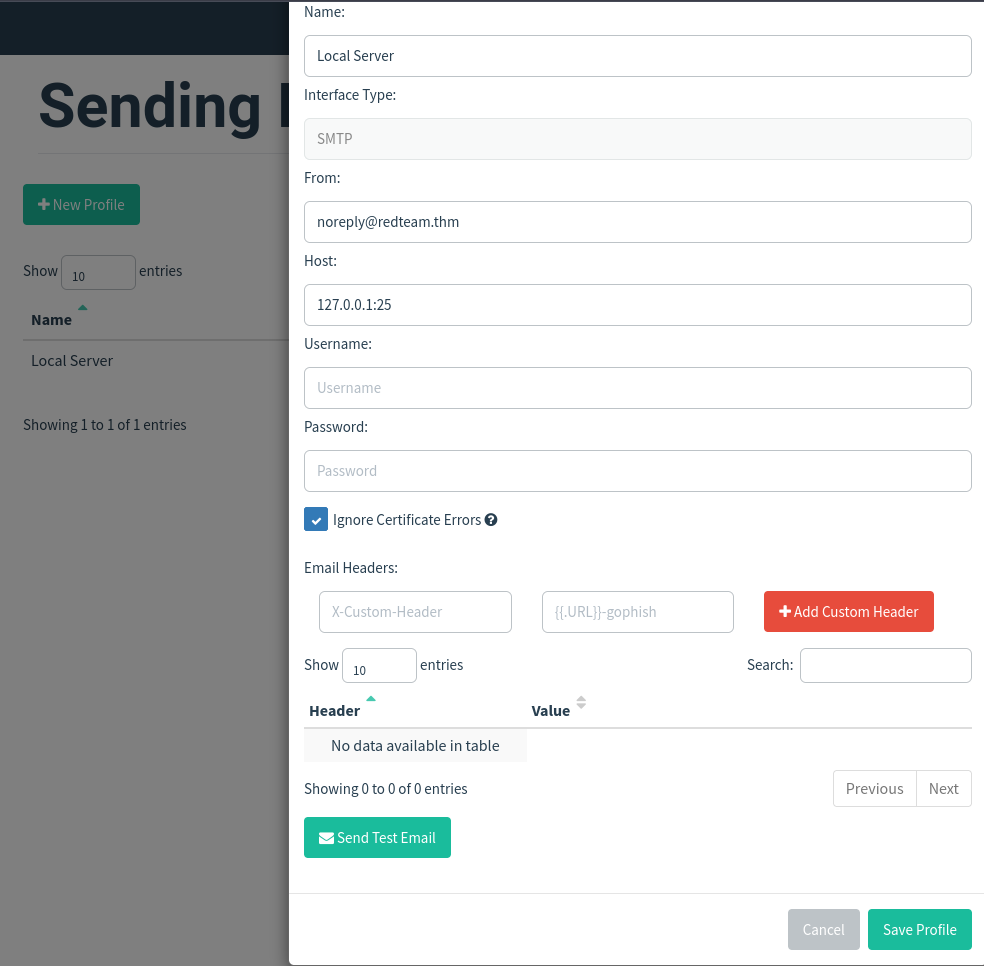 Sending
New Profile
Show 10 entries
Name
Local Server
Showing 1 to 1 of 1 entries
Name:
Local Server
Interface Type:
SMTP
From:
noreply@redteam.thm
Host:
127.0.0.1:25
Username:
Username
Password:
Password
Ignore Certificate Errors ?
Email Headers:
X-Custom-Header {{.URL}}-gophish Add Custom Header
Show 10 entries Search:
Header Value
No data available in table
Showing 0 to 0 of 0 entries Previous Next
Send Test Email
Cancel Save Profile